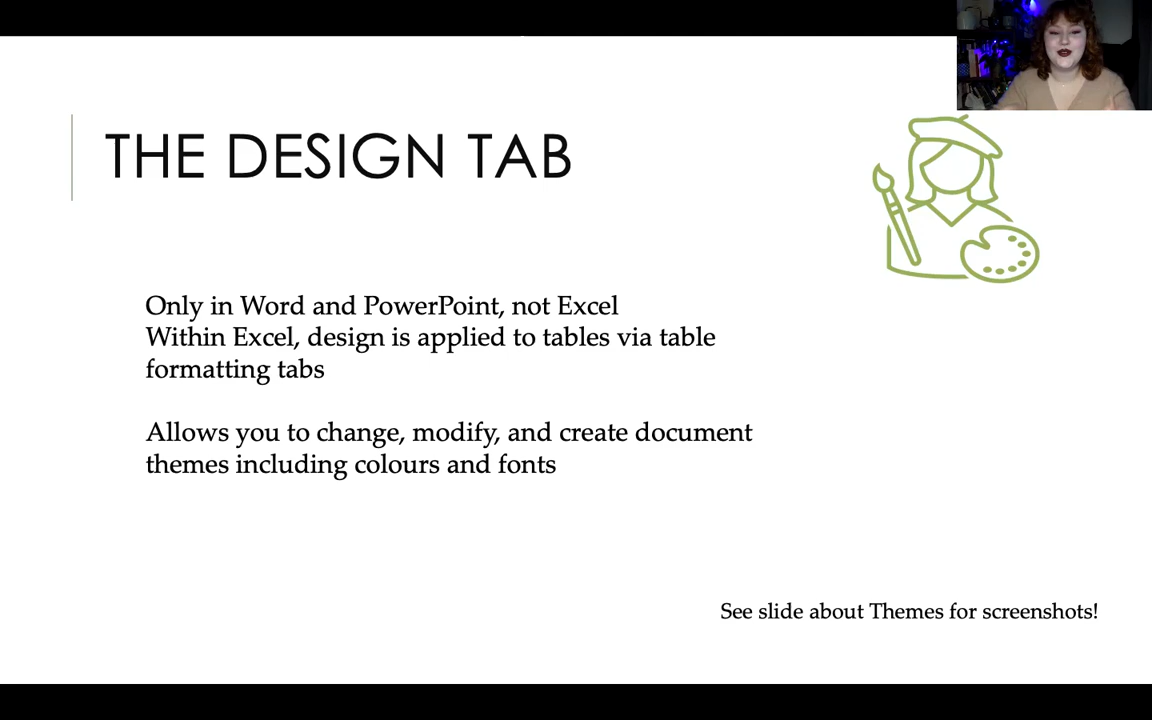 THE DESIGN TAB
Only in Word and PowerPoint, not Excel
Within Excel, design is applied to tables via table
formatting tabs
Allows you to change, modify, and create document
themes including colours and fonts
See slide about Themes for screenshots!